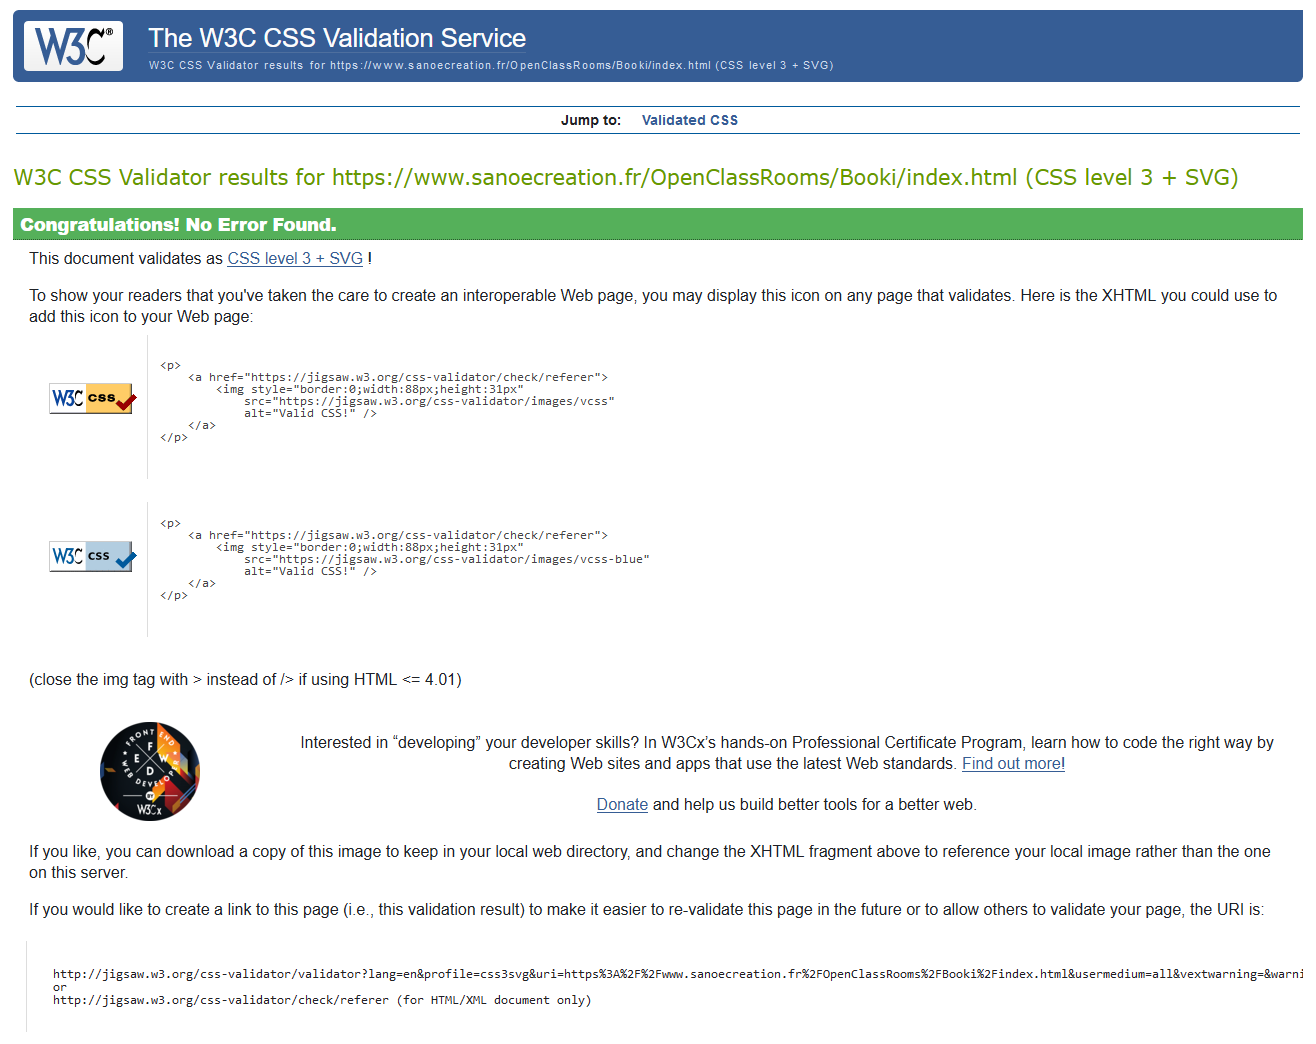 W3C®
The W3C CSS Validation Service
W3C CSS Validator results for https://www.sanoecreation.fr/OpenClassRooms/Booki/index.html (CSS level 3 + SVG)
Jump to: Validated CSS
W3C CSS Validator results for https://www.sanoecreation.fr/OpenClassRooms/Booki/index.html (CSS level 3 + SVG)
Congratulations! No Error Found.
This document validates as CSS level 3 + SVG !
To show your readers that you've taken the care to create an interoperable Web page, you may display this icon on any page that validates. Here is the XHTML you could use to
add this icon to your Web page:
W3C css
<p>
<a href="https://jigsaw.w3.org/css-validator/check/referer">
<img style="border:0;width:88px;height:31px"
src="https://jigsaw.w3.org/css-validator/images/vcss"
alt="Valid CSS!" />
</a>
</p>
W3C css
<p>
<a href="https://jigsaw.w3.org/css-validator/check/referer">
<img style="border:0;width:88px;height:31px"
src="https://jigsaw.w3.org/css-validator/images/vcss-blue"
alt="Valid CSS!" />
</a>
</p>
(close the img tag with > instead of /> if using HTML <= 4.01)
FRONT END
F E W D
WEB DEVELOPER
BY
W3Cx
Interested in “developing” your developer skills? In W3Cx’s hands-on Professional Certificate Program, learn how to code the right way by
creating Web sites and apps that use the latest Web standards. Find out more!
Donate and help us build better tools for a better web.
If you like, you can download a copy of this image to keep in your local web directory, and change the XHTML fragment above to reference your local image rather than the one
on this server.
If you would like to create a link to this page (i.e., this validation result) to make it easier to re-validate this page in the future or to allow others to validate your page, the URI is:
http://jigsaw.w3.org/css-validator/validator?lang=en&profile=css3svg&uri=https%3A%2F%2Fwww.sanoecreation.fr%2FOpenClassRooms%2FBooki%2Findex.html&usermedium=all&vextwarning=&warni
or
http://jigsaw.w3.org/css-validator/check/referer (for HTML/XML document only)